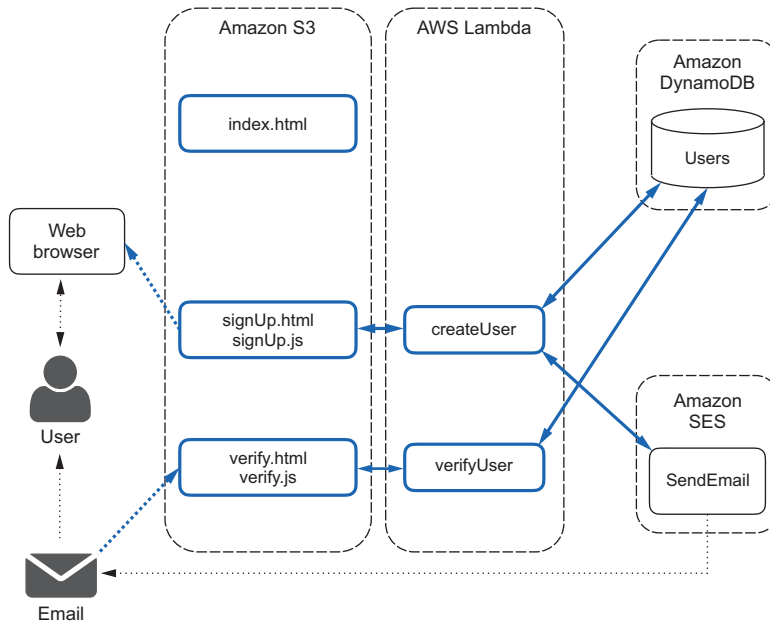 Amazon S3
AWS Lambda
Amazon
DynamoDB
index.html
Users
Web
browser
signUp.html
signUp.js
createUser
User
Amazon
SES
verify.html
verify.js
verifyUser
SendEmail
Email